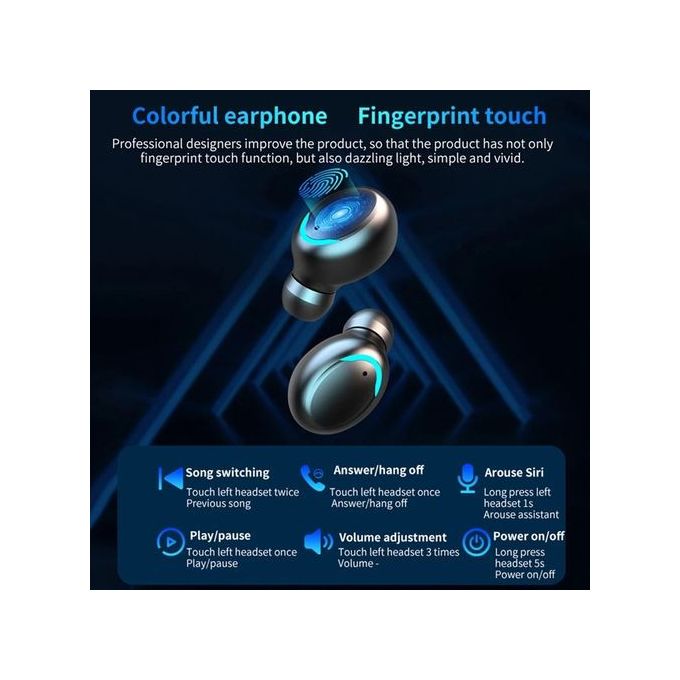 Colorful earphone Fingerprint touch
Professional designers improve the product, so that the product has not only
fingerprint touch function, but also dazzling light, simple and vivid.
Song switching
Touch left headset twice
Previous song
Answer/hang off
Touch left headset once
Answer/hang off
Arouse Siri
Long press left
headset 1s
Arouse assistant
Play/pause
Touch left headset once
Play/pause
Volume adjustment
Touch left headset 3 times
Volume -
Power on/off
Long press
headset 5s
Power on/off